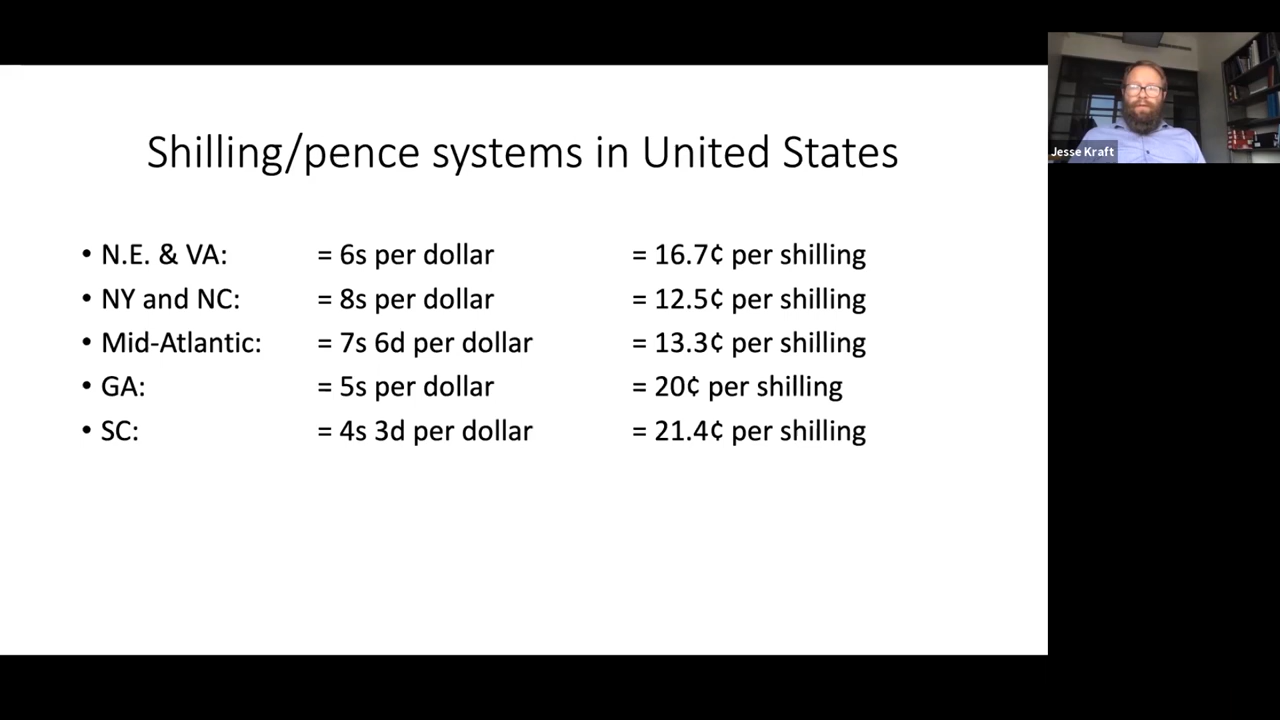 Shilling/pence systems in United States
• N.E. & VA: = 6s per dollar = 16.7¢ per shilling
• NY and NC: = 8s per dollar = 12.5¢ per shilling
• Mid-Atlantic: = 7s 6d per dollar = 13.3¢ per shilling
• GA: = 5s per dollar = 20¢ per shilling
• SC: = 4s 3d per dollar = 21.4¢ per shilling
Jesse Kraft